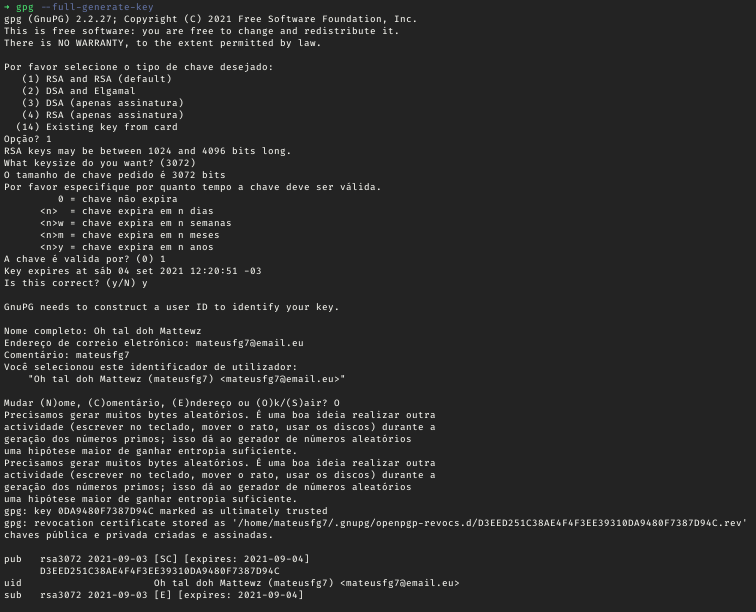 → gpg --full-generate-key
gpg (GnuPG) 2.2.27; Copyright (C) 2021 Free Software Foundation, Inc.
This is free software: you are free to change and redistribute it.
There is NO WARRANTY, to the extent permitted by law.

Por favor selecione o tipo de chave desejado:
   (1) RSA and RSA (default)
   (2) DSA and Elgamal
   (3) DSA (apenas assinatura)
   (4) RSA (apenas assinatura)
  (14) Existing key from card
Opção? 1
RSA keys may be between 1024 and 4096 bits long.
What keysize do you want? (3072)
O tamanho de chave pedido é 3072 bits
Por favor especifique por quanto tempo a chave deve ser válida.
         0 = chave não expira
      <n>  = chave expira em n dias
      <n>w = chave expira em n semanas
      <n>m = chave expira em n meses
      <n>y = chave expira em n anos
A chave é valida por? (0) 1
Key expires at sáb 04 set 2021 12:20:51 -03
Is this correct? (y/N) y

GnuPG needs to construct a user ID to identify your key.

Nome completo: Oh tal doh Mattewz
Endereço de correio eletrónico: mateusfg7@email.eu
Comentário: mateusfg7
Você selecionou este identificador de utilizador:
    "Oh tal doh Mattewz (mateusfg7) <mateusfg7@email.eu>"

Mudar (N)ome, (C)omentário, (E)ndereço ou (O)k/(S)air? O
Precisamos gerar muitos bytes aleatórios. É uma boa ideia realizar outra
actividade (escrever no teclado, mover o rato, usar os discos) durante a
geração dos números primos; isso dá ao gerador de números aleatórios
uma hipótese maior de ganhar entropia suficiente.
Precisamos gerar muitos bytes aleatórios. É uma boa ideia realizar outra
actividade (escrever no teclado, mover o rato, usar os discos) durante a
geração dos números primos; isso dá ao gerador de números aleatórios
uma hipótese maior de ganhar entropia suficiente.
gpg: key 0DA9480F7387D94C marked as ultimately trusted
gpg: revocation certificate stored as '/home/mateusfg7/.gnupg/openpgp-revocs.d/D3EED251C38AE4F4F3EE39310DA9480F7387D94C.rev'
chaves pública e privada criadas e assinadas.

pub   rsa3072 2021-09-03 [SC] [expires: 2021-09-04]
      D3EED251C38AE4F4F3EE39310DA9480F7387D94C
uid                      Oh tal doh Mattewz (mateusfg7) <mateusfg7@email.eu>
sub   rsa3072 2021-09-03 [E] [expires: 2021-09-04]